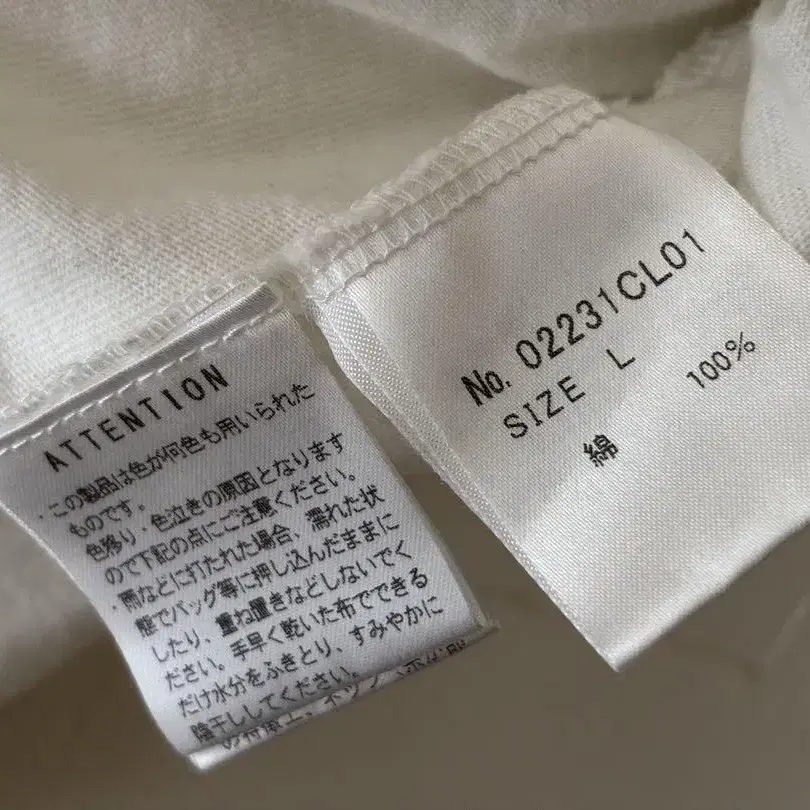 ATTENTION
・この製品は色が何色も用いられた
ものです。
色移り・色泣きの原因となります
ので下記の点にご注意ください。
・雨などに打たれた場合、濡れた状
態でバッグ等に押し込んだままに
したり、重ね置きなどしないでく
ださい。手早く乾いた布でできる
だけ水分をふきとり、すみやかに
陰干ししてください。
No. 02231CL01
SIZE L
綿 100%